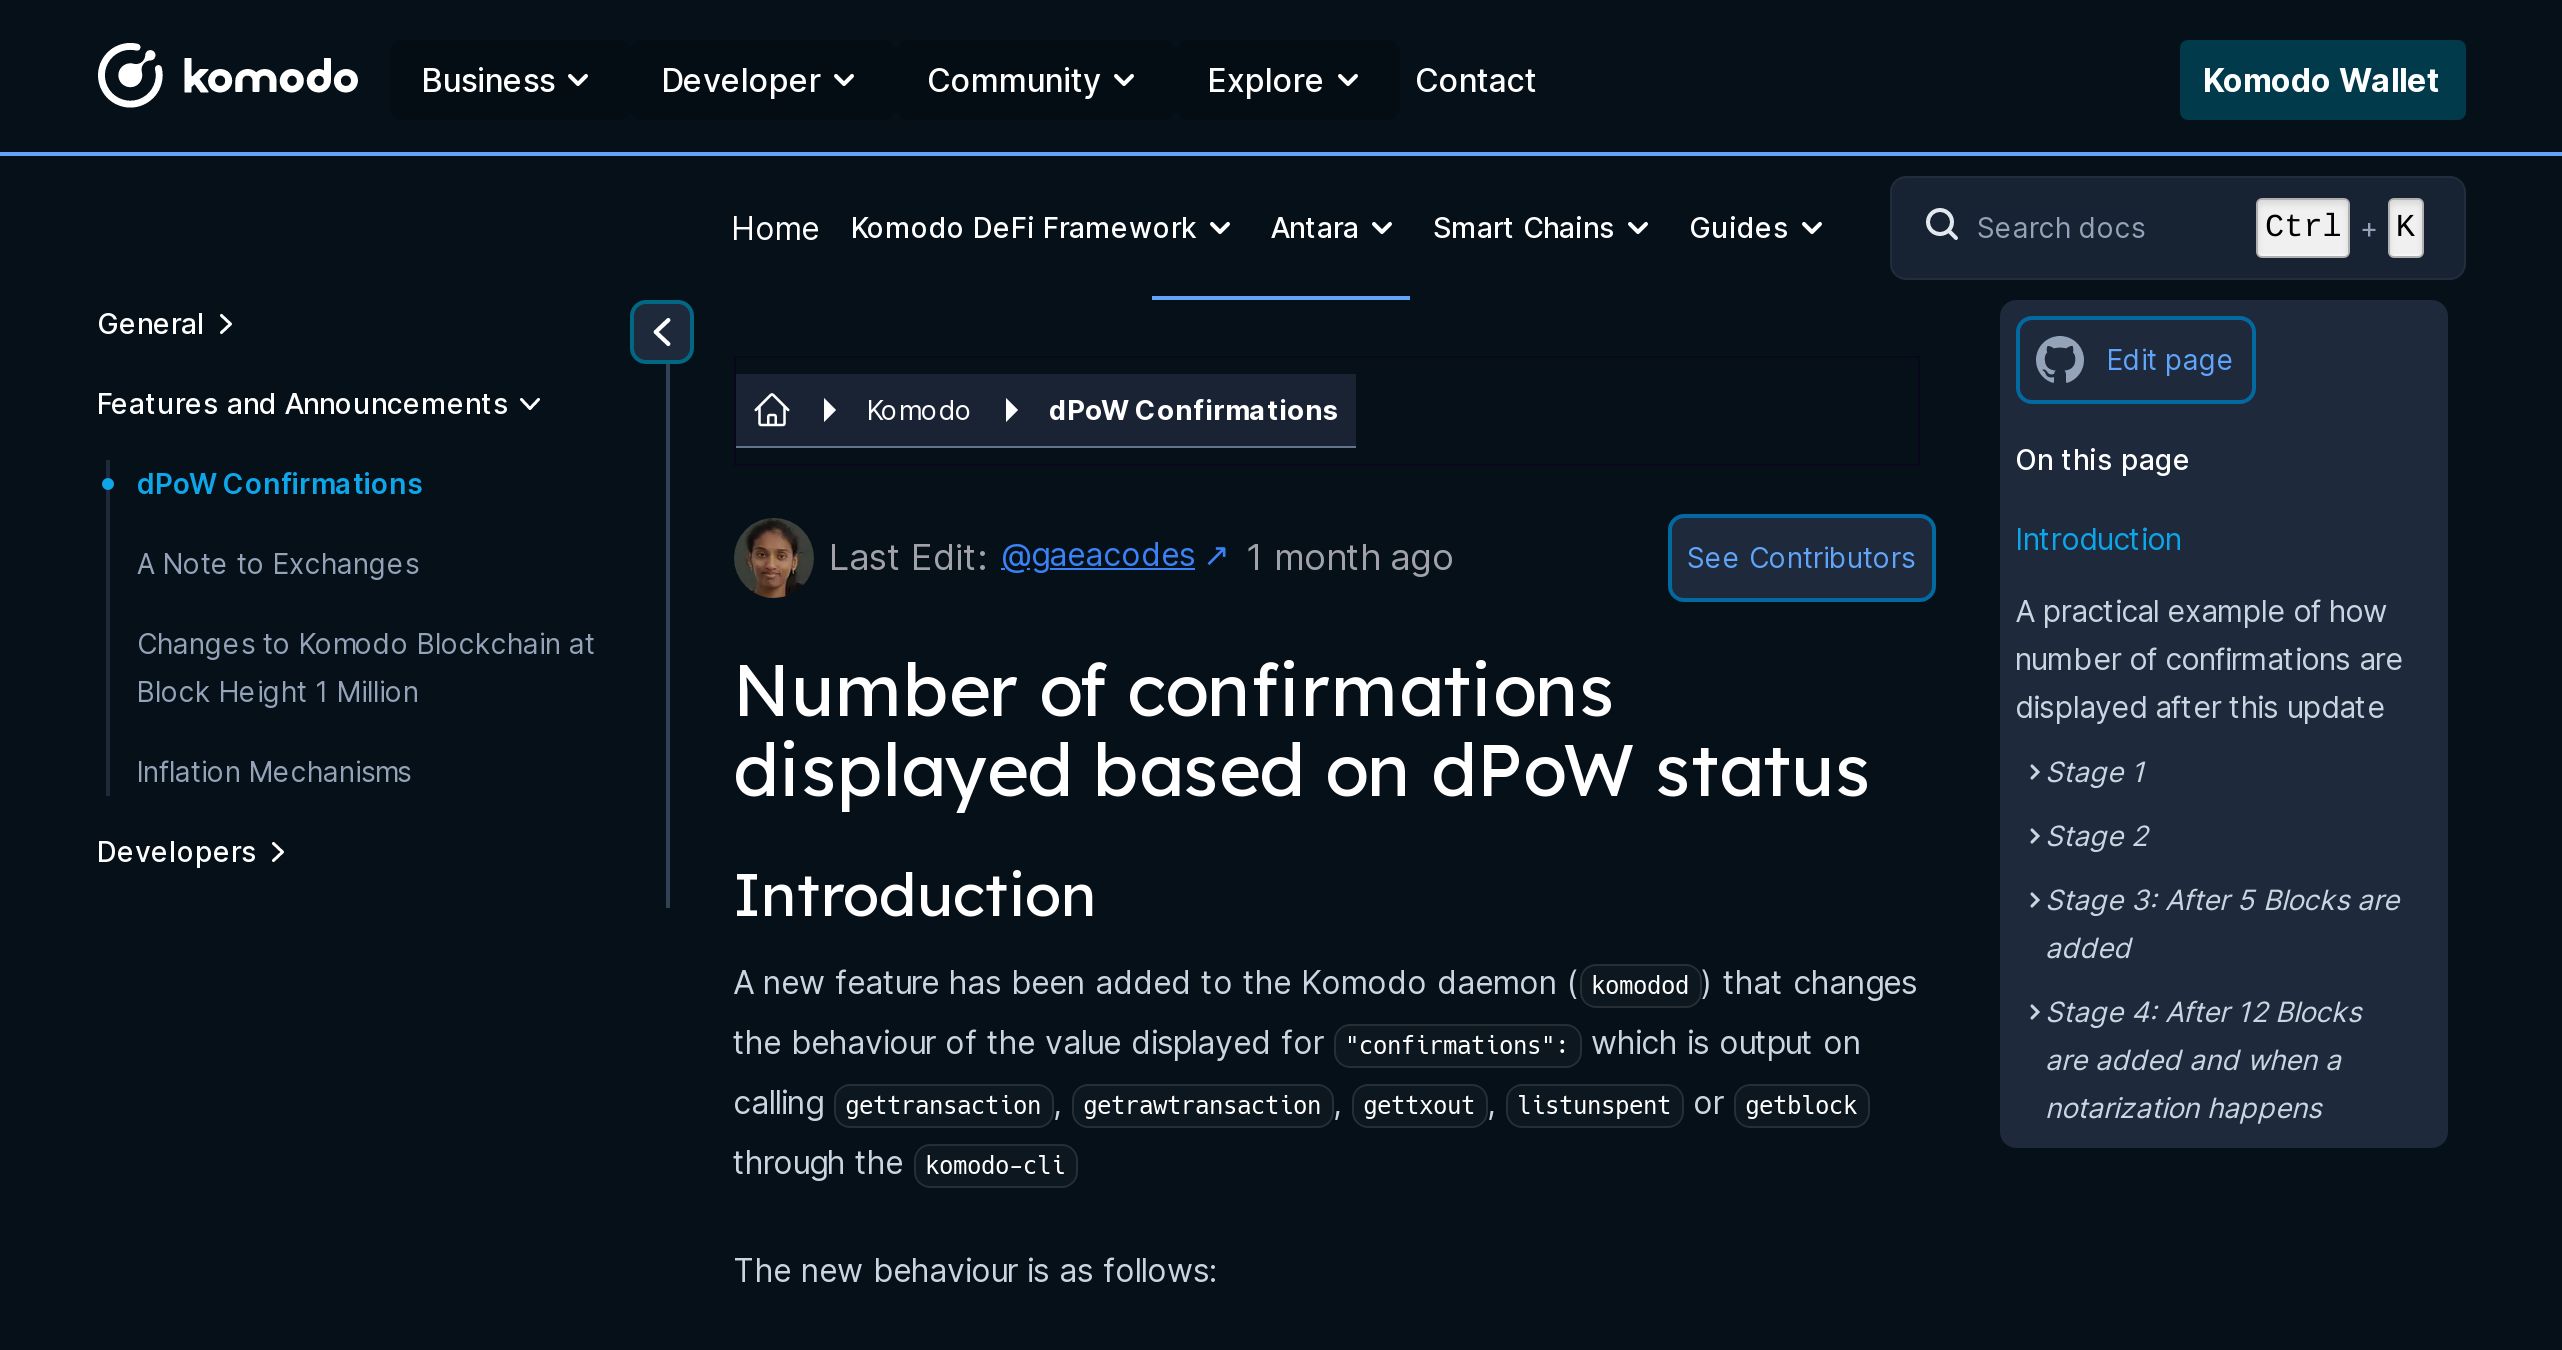 komodo Business Developer Community Explore Contact Komodo Wallet
Home Komodo DeFi Framework Antara Smart Chains Guides Search docs Ctrl + K
General
Features and Announcements
dPoW Confirmations
A Note to Exchanges
Changes to Komodo Blockchain at
Block Height 1 Million
Inflation Mechanisms
Developers
Komodo dPoW Confirmations
Last Edit: @gaeacodes ↗ 1 month ago See Contributors
Number of confirmations
displayed based on dPoW status
Introduction
A new feature has been added to the Komodo daemon (komodod) that changes
the behaviour of the value displayed for "confirmations": which is output on
calling gettransaction, getrawtransaction, gettxout, listunspent or getblock
through the komodo-cli
The new behaviour is as follows:
Edit page
On this page
Introduction
A practical example of how
number of confirmations are
displayed after this update
Stage 1
Stage 2
Stage 3: After 5 Blocks are
added
Stage 4: After 12 Blocks
are added and when a
notarization happens